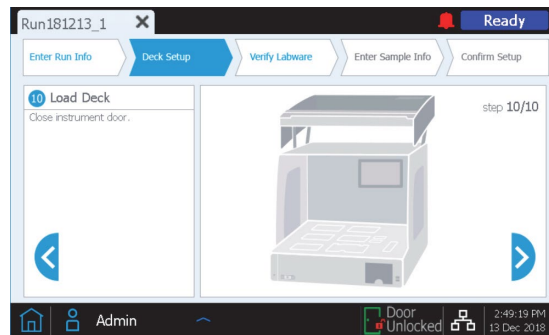 Run181213_1
Ready
Enter Run Info
Deck Setup
Verify Labware
Enter Sample Info
Confirm Setup
10 Load Deck
Close instrument door.
step 10/10
Admin
Door
Unlocked
2:49:19 PM
13 Dec 2018